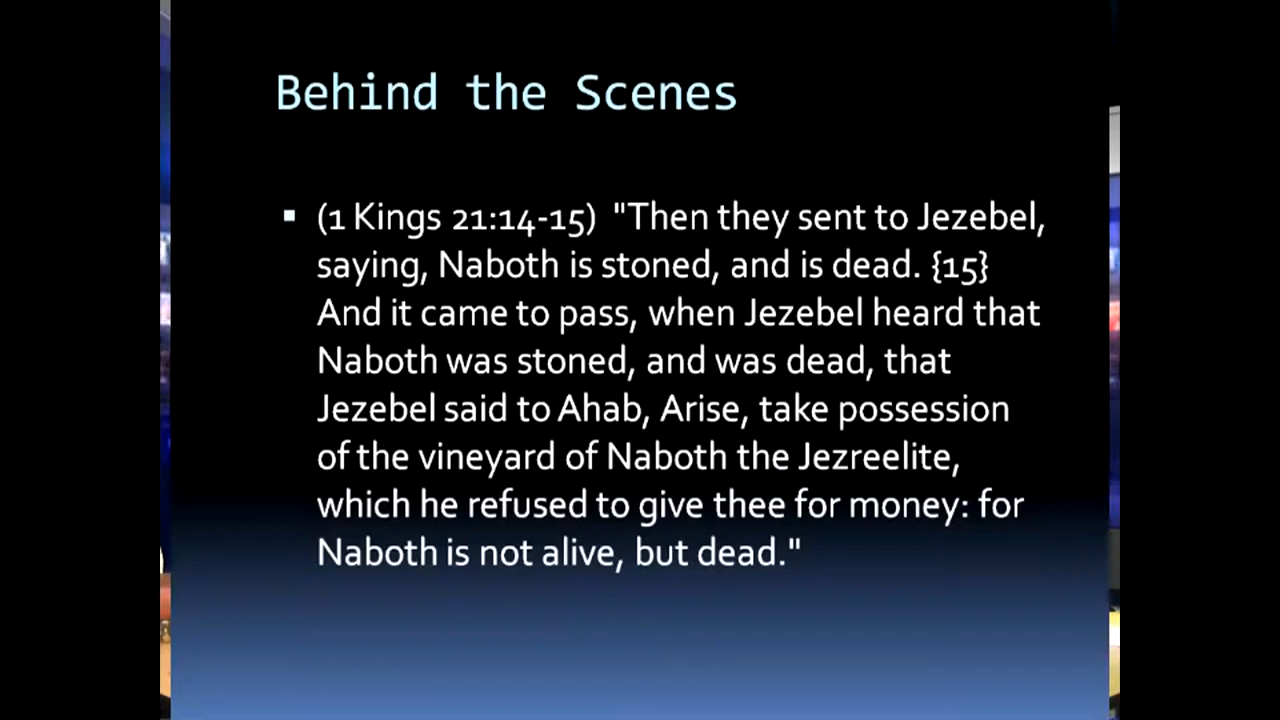 Behind the Scenes
▪ (1 Kings 21:14-15) "Then they sent to Jezebel,
saying, Naboth is stoned, and is dead. {15}
And it came to pass, when Jezebel heard that
Naboth was stoned, and was dead, that
Jezebel said to Ahab, Arise, take possession
of the vineyard of Naboth the Jezreelite,
which he refused to give thee for money: for
Naboth is not alive, but dead."